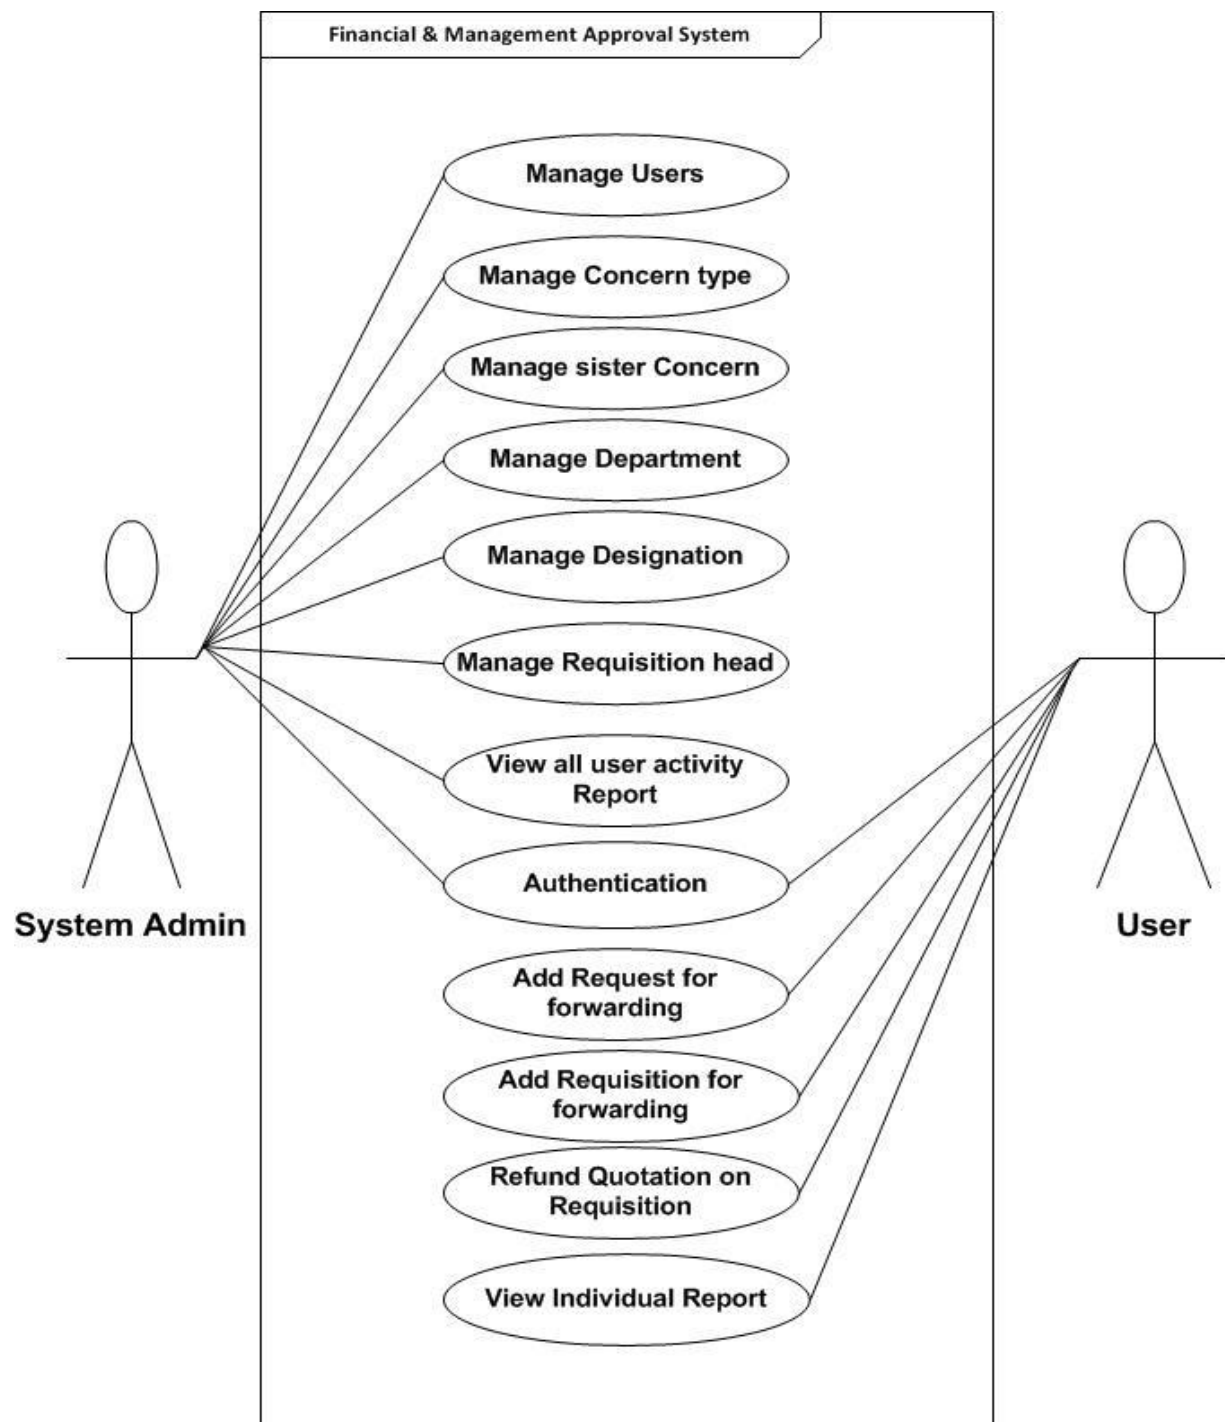 Financial & Management Approval System
Manage Users
Manage Concern type
Manage sister Concern
Manage Department
Manage Designation
Manage Requisition head
View all user activity
Report
Authentication
System Admin
User
Add Request for
forwarding
Add Requisition for
forwarding
Refund Quotation on
Requisition
View Individual Report